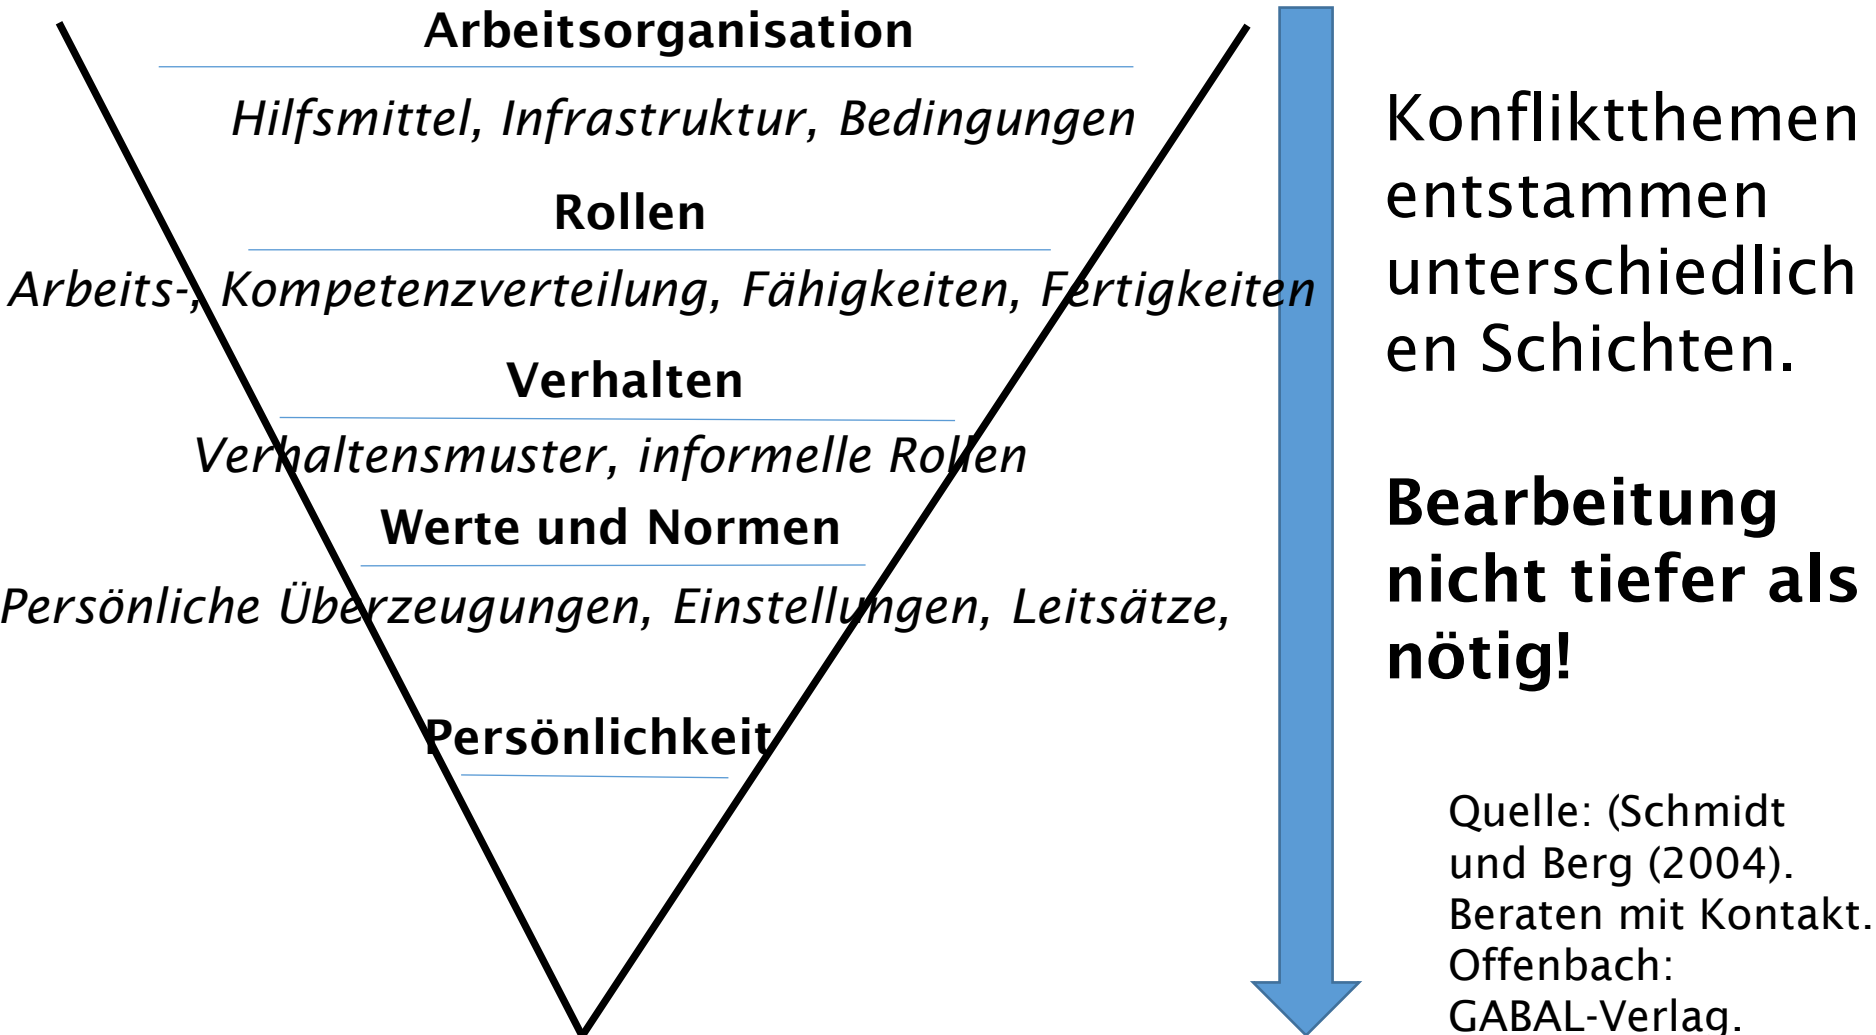 Arbeitsorganisation
Hilfsmittel, Infrastruktur, Bedingungen
Rollen
Arbeits-, Kompetenzverteilung, Fähigkeiten, Fertigkeiten
Verhalten
Verhaltensmuster, informelle Rollen
Werte und Normen
Persönliche Überzeugungen, Einstellungen, Leitsätze,
Persönlichkeit
Konfliktthemen
entstammen
unterschiedlich
en Schichten.
Bearbeitung
nicht tiefer als
nötig!
Quelle: (Schmidt
und Berg (2004).
Beraten mit Kontakt.
Offenbach:
GABAL-Verlag.